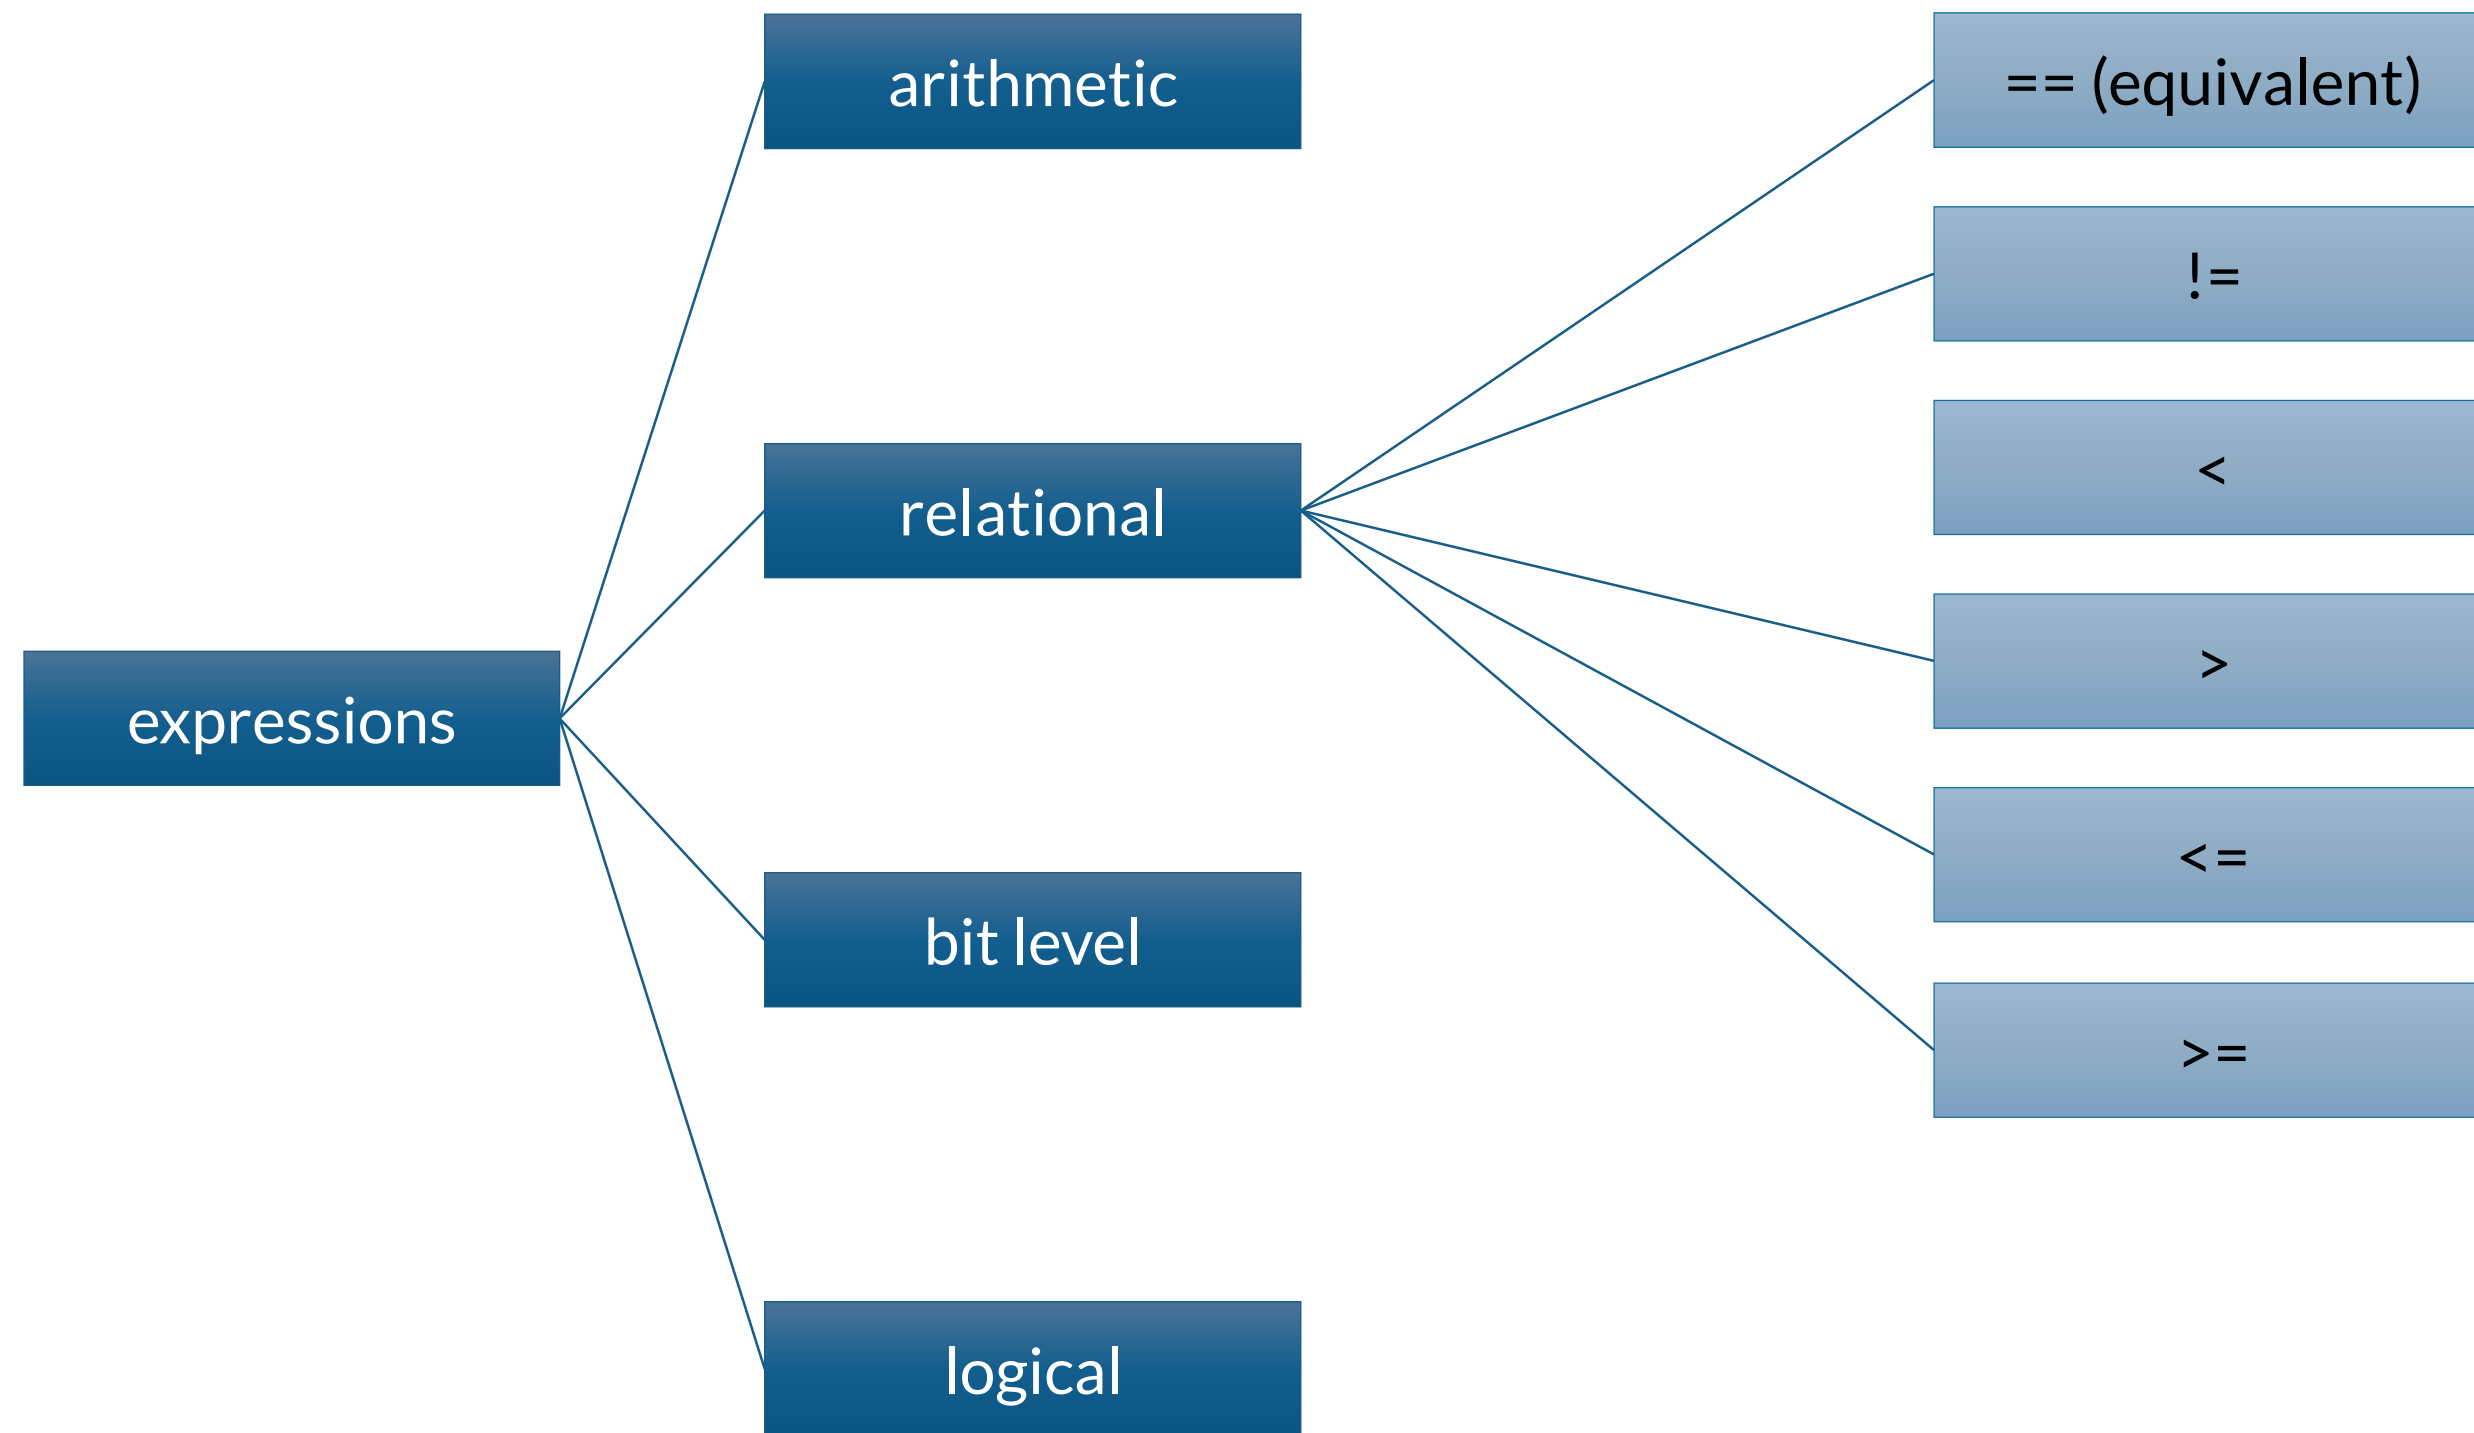 expressions
arithmetic
relational
bit level
logical
== (equivalent)
!=
<
>
<=
>=